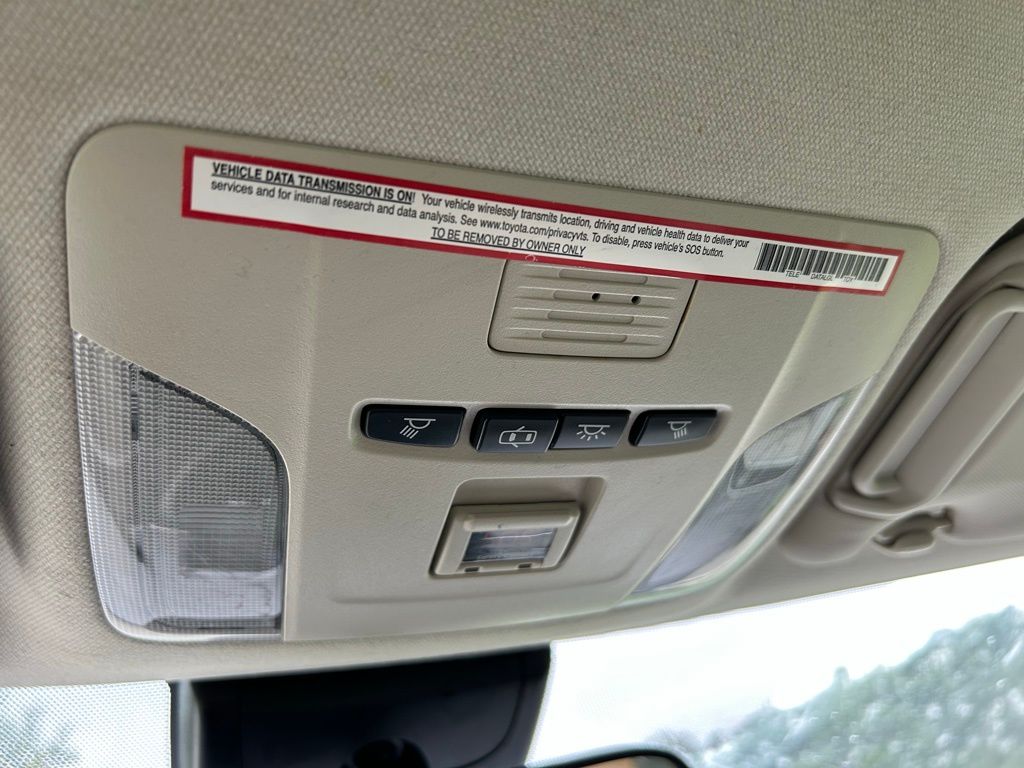 VEHICLE DATA TRANSMISSION IS ON! Your vehicle wirelessly transmits location, driving and vehicle health data to deliver your
services and for internal research and data analysis. See www.toyota.com/privacyvts. To disable, press vehicle's SOS button.
TO BE REMOVED BY OWNER ONLY
TELE DATALBL